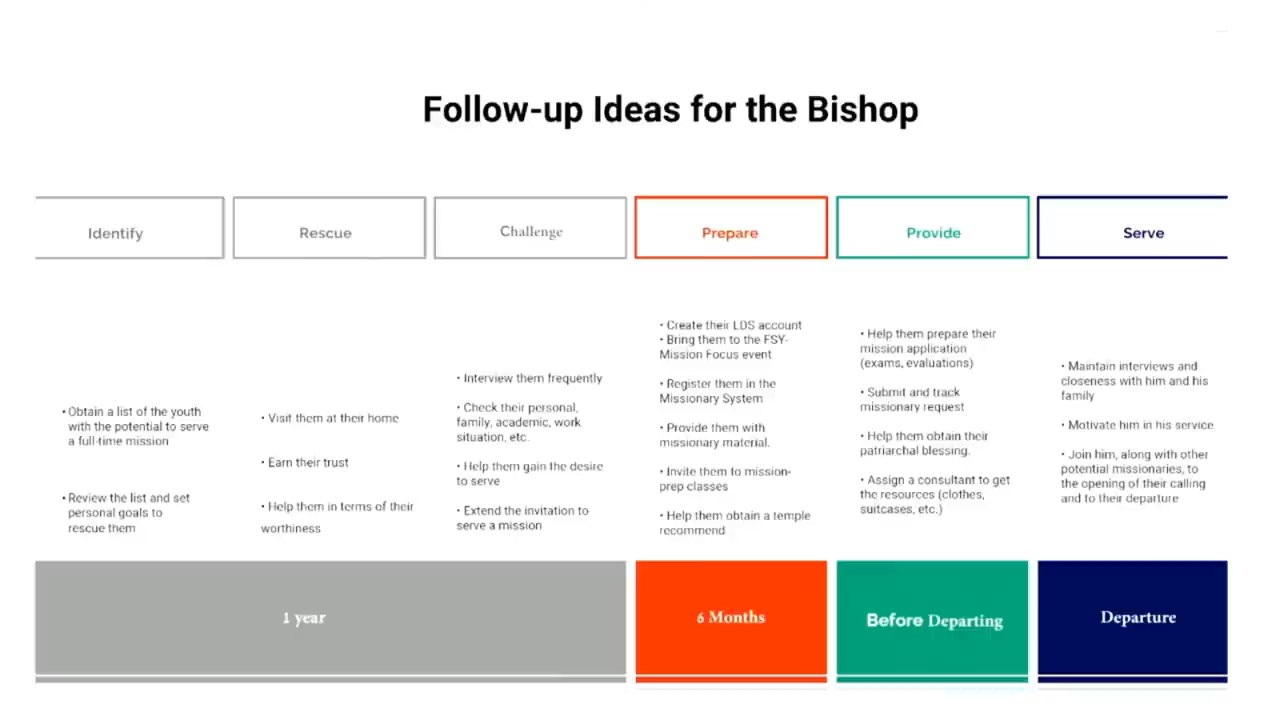 Follow-up Ideas for the Bishop
Identify
Rescue
Challenge
Prepare
Provide
Serve
• Obtain a list of the youth
with the potential to serve
a full-time mission
• Review the list and set
personal goals to
rescue them
• Visit them at their home
• Earn their trust
• Help them in terms of their
worthiness
• Interview them frequently
• Check their personal,
family, academic, work
situation, etc.
• Help them gain the desire
to serve
• Extend the invitation to
serve a mission
• Create their LDS account
• Bring them to the FSY-
Mission Focus event
• Register them in the
Missionary System
• Provide them with
missionary material.
• Invite them to mission-
prep classes
• Help them obtain a temple
recommend
• Help them prepare their
mission application
(exams, evaluations)
• Submit and track
missionary request
• Help them obtain their
patriarchal blessing.
• Assign a consultant to get
the resources (clothes,
suitcases, etc.)
• Maintain interviews and
closeness with him and his
family
• Motivate him in his service
• Join him, along with other
potential missionaries, to
the opening of their calling
and to their departure
1 year
6 Months
Before Departing
Departure